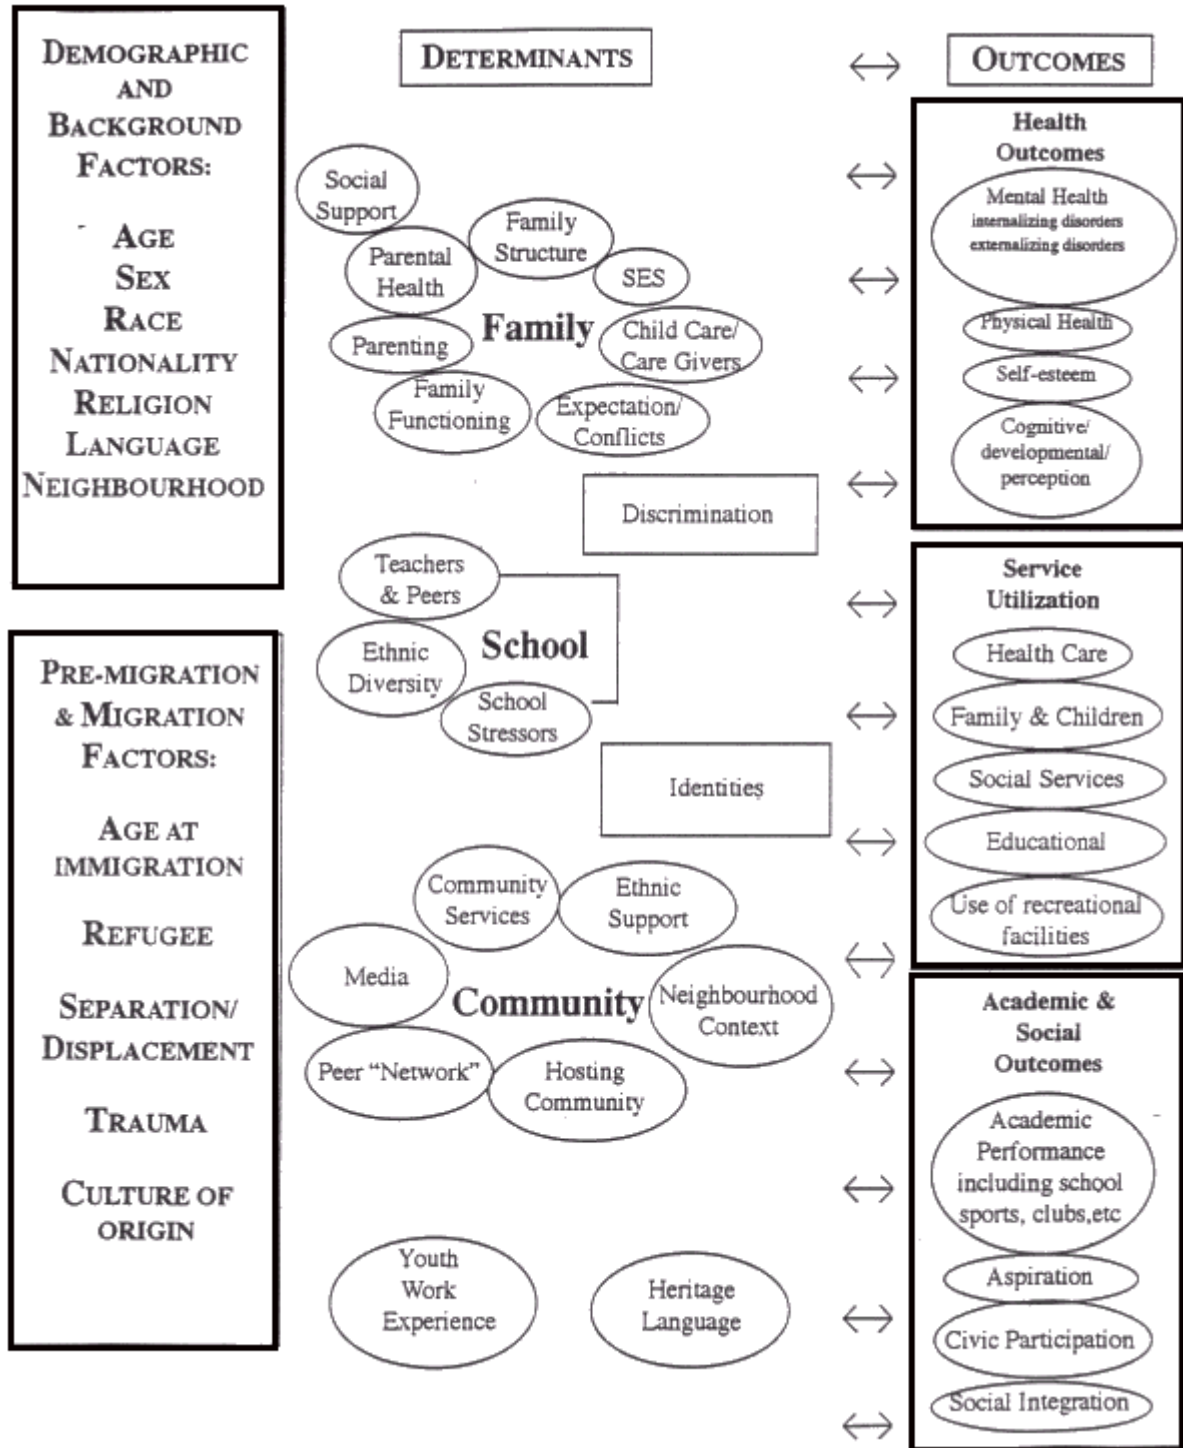 DEMOGRAPHIC
AND
BACKGROUND
FACTORS:
AGE
SEX
RACE
NATIONALITY
RELIGION
LANGUAGE
NEIGHBOURHOOD
PRE-MIGRATION
& MIGRATION
FACTORS:
AGE AT
IMMIGRATION
REFUGEE
SEPARATION/
DISPLACEMENT
TRAUMA
CULTURE OF
ORIGIN
DETERMINANTS
Social
Support
Family
Structure
Parental
Health
SES
Family
Parenting
Child Care/
Care Givers
Family
Functioning
Expectation/
Conflicts
Discrimination
Teachers
& Peers
School
Ethnic
Diversity
School
Stressors
Identities
Community
Services
Ethnic
Support
Media
Community
Neighbourhood
Context
Peer “Network”
Hosting
Community
Youth
Work
Experience
Heritage
Language
OUTCOMES
Health
Outcomes
Mental Health
internalizing disorders
externalizing disorders
Physical Health
Self-esteem
Cognitive/
developmental/
perception
Service
Utilization
Health Care
Family & Children
Social Services
Educational
Use of recreational
facilities
Academic &
Social
Outcomes
Academic
Performance
including school
sports, clubs,etc
Aspiration
Civic Participation
Social Integration